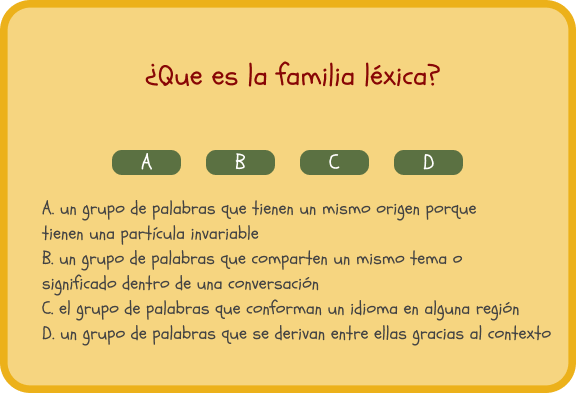 ¿Que es la familia léxica?
A
B
C
D
A. un grupo de palabras que tienen un mismo origen porque
tienen una partícula invariable
B. un grupo de palabras que comparten un mismo tema o
significado dentro de una conversación
C. el grupo de palabras que conforman un idioma en alguna región
D. un grupo de palabras que se derivan entre ellas gracias al contexto